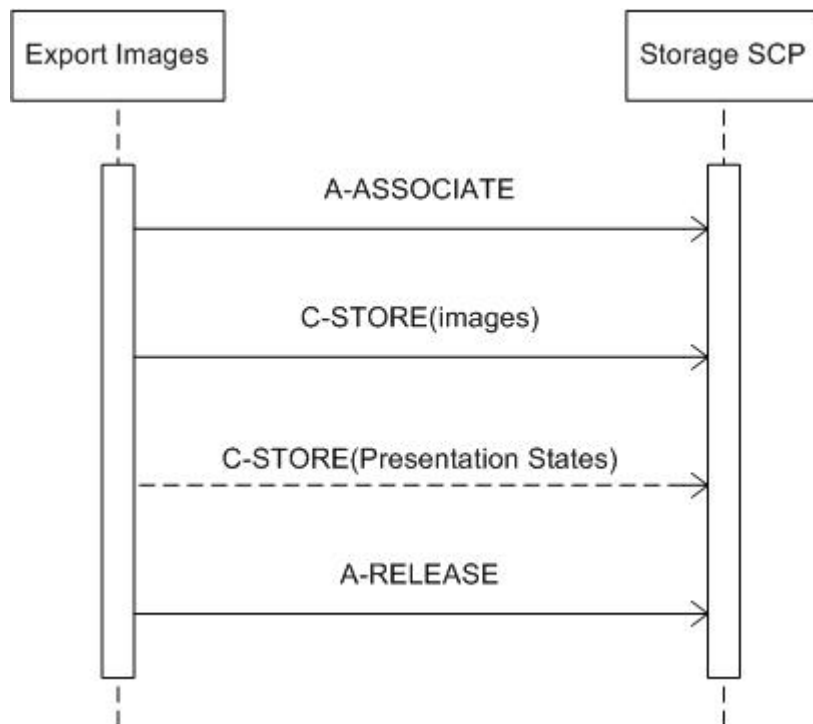 Export Images
Storage SCP
A-ASSOCIATE
C-STORE(images)
C-STORE(Presentation States)
A-RELEASE